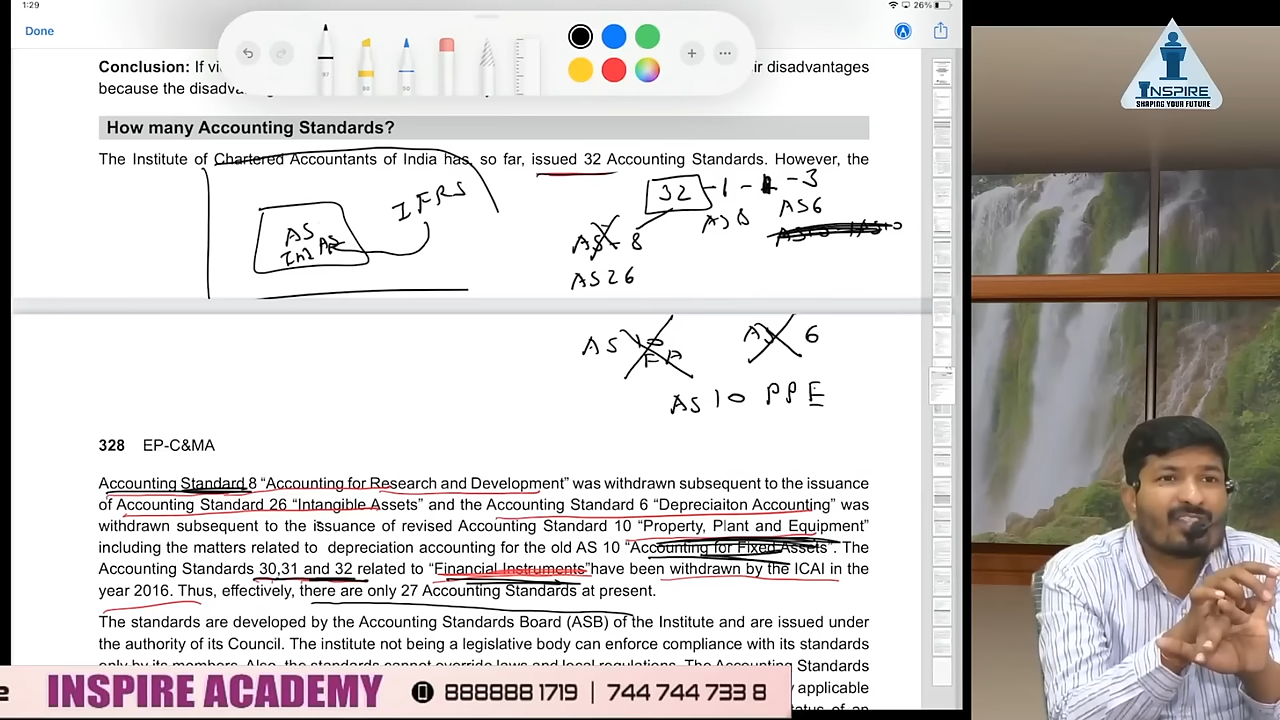 1:29
26%
Done
Conclusion: If vi
ir disadvantages
because the disadv
INSPIRE
SHAPING YOUR FUTURE
How many Accounting Standards?
The Institute of Chartered Accountants of India has, so far, issued 32 Accounting Standards. However, the
IFRS
AS
Ind AS
32 - 1 - - 3
AS 8
AS 6
AS 8
AS 26
AS 10
AS 6
AS 10 PPE
328 EP-C&MA
Accounting Standard 8 “Accounting for Research and Development” was withdrawn subsequent to the issuance
of Accounting Standard 26 “Intangible Assets” and the Accounting Standard 6 “Depreciaiton Accounting” was
withdrawn subsequent to the issuance of revised Accounting Standard 10 “Property, Plant and Equipment”
including the matters related to depreciation accounting for the old AS 10 “Accounting for Fixed Assets”. The
Accounting Standards 30,31 and 32 related to “Financial Instruments”have been withdrawn by the ICAI in the
year 2016. Thus, effectively, there are only 27 Accounting Standards at present.
The standards are developed by the Accounting Standards Board (ASB) of the Institute and are issued under
the authority of its Council. The institute not being a legislative body can enforce compliance with its standards
only by its
Also, the standards cannot override laws and
The Accounting Standards
applicable
of an
e INSPIRE ACADEMY 888888 1719 | 744 744 733 8